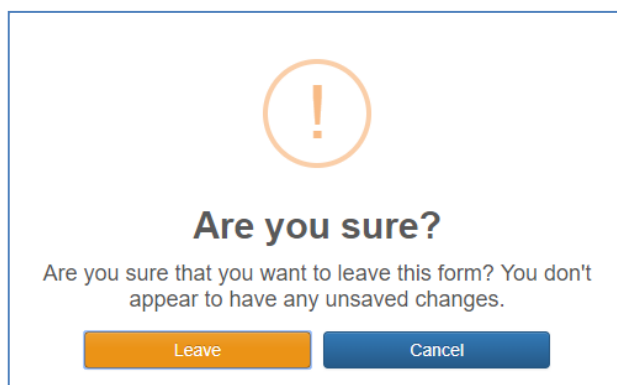 !
Are you sure?
Are you sure that you want to leave this form? You don't
appear to have any unsaved changes.
Leave
Cancel